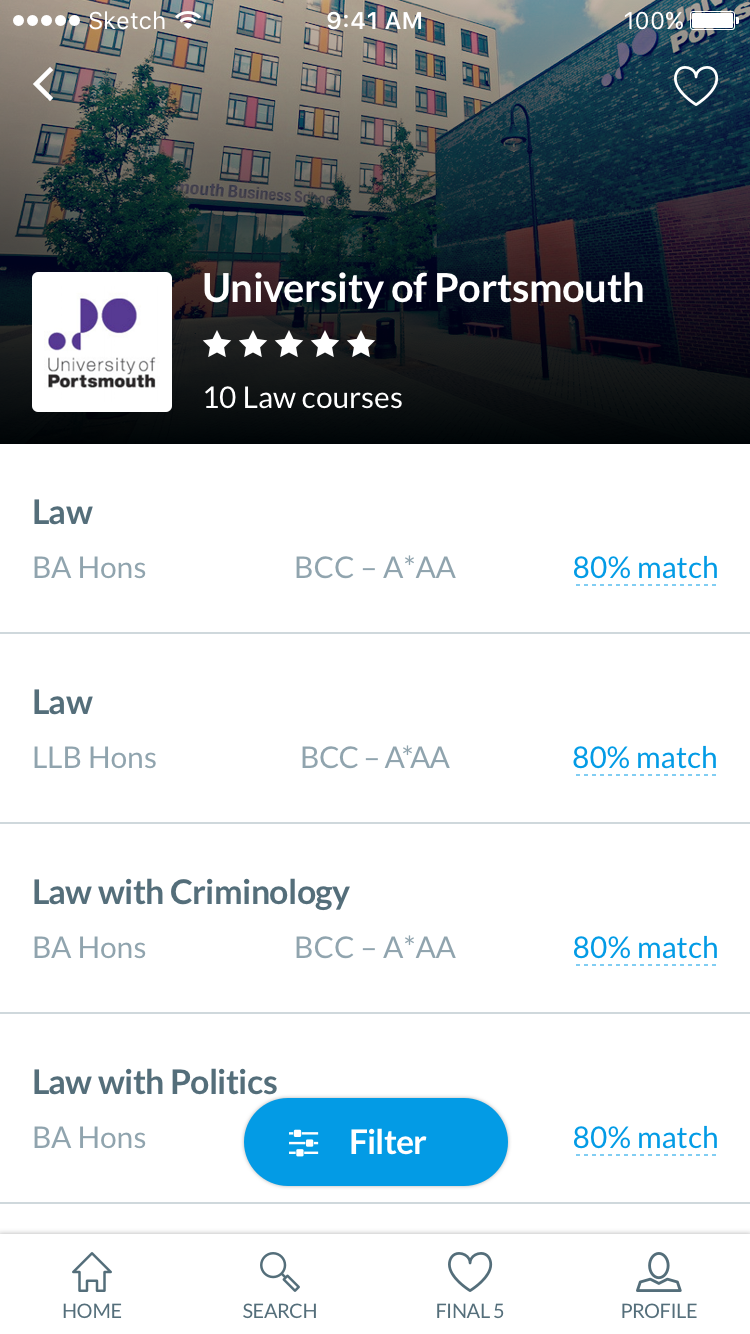 Sketch 9:41 AM 100%
mouth Business School
University of Portsmouth
University of
Portsmouth
10 Law courses
Law
BA Hons BCC – A*AA 80% match
Law
LLB Hons BCC – A*AA 80% match
Law with Criminology
BA Hons BCC – A*AA 80% match
Law with Politics
BA Hons 80% match
Filter
HOME SEARCH FINAL 5 PROFILE